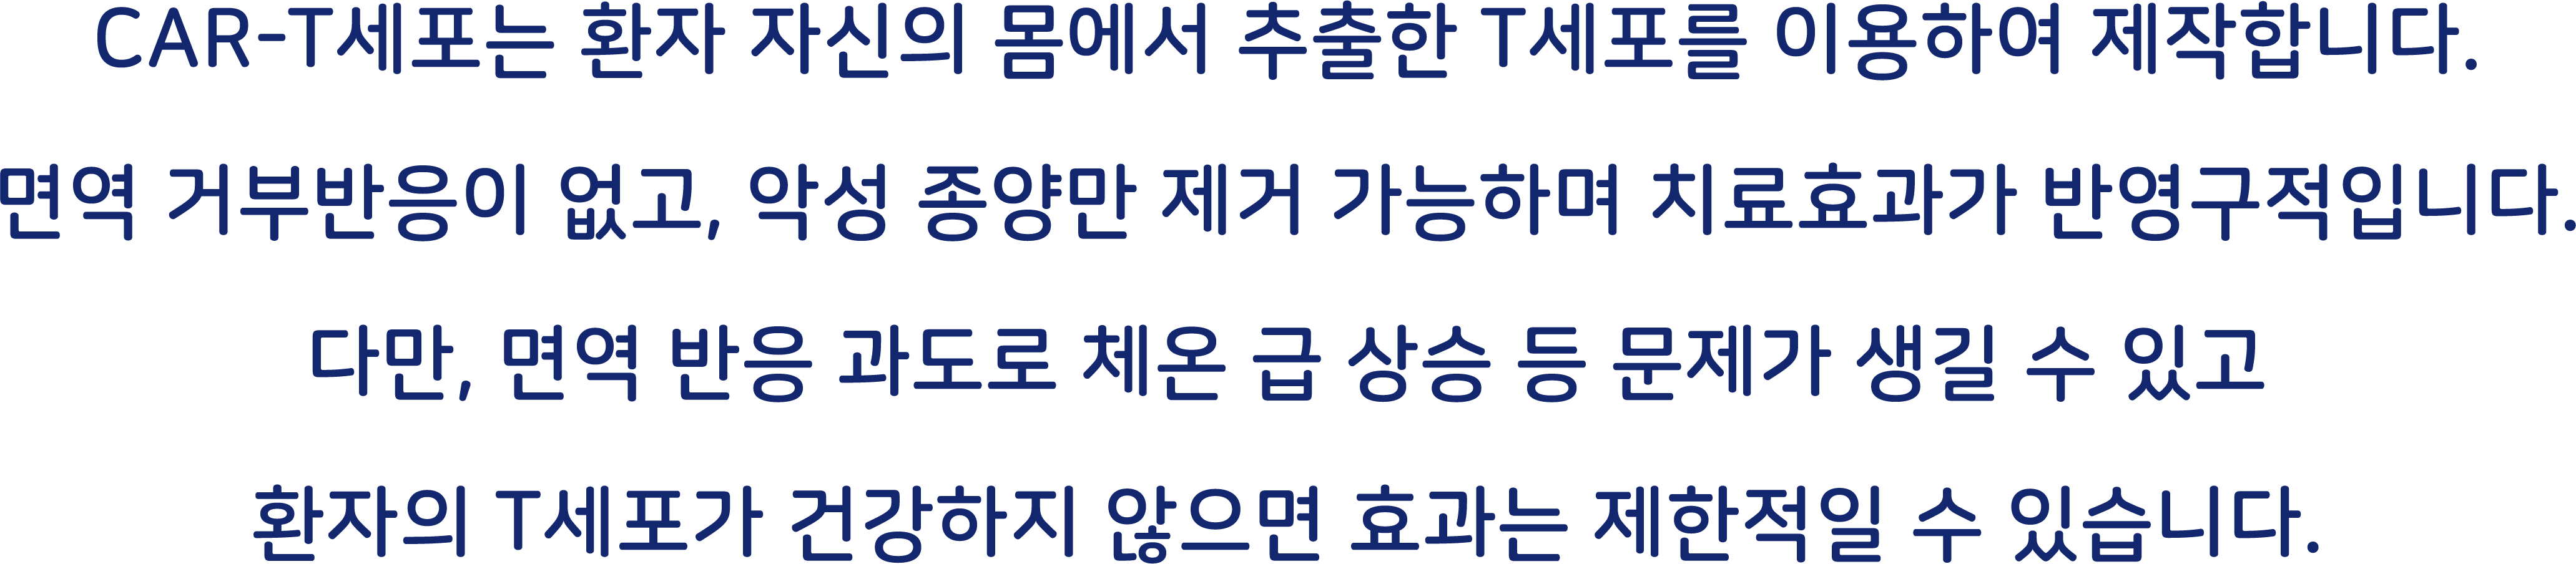 CAR-T세포는 환자 자신의 몸에서 추출한 T세포를 이용하여 제작합니다.
면역 거부반응이 없고, 악성 종양만 제거 가능하며 치료효과가 반영구적입니다.
다만, 면역 반응 과도로 체온 급 상승 등 문제가 생길 수 있고
환자의 T세포가 건강하지 않으면 효과는 제한적일 수 있습니다.